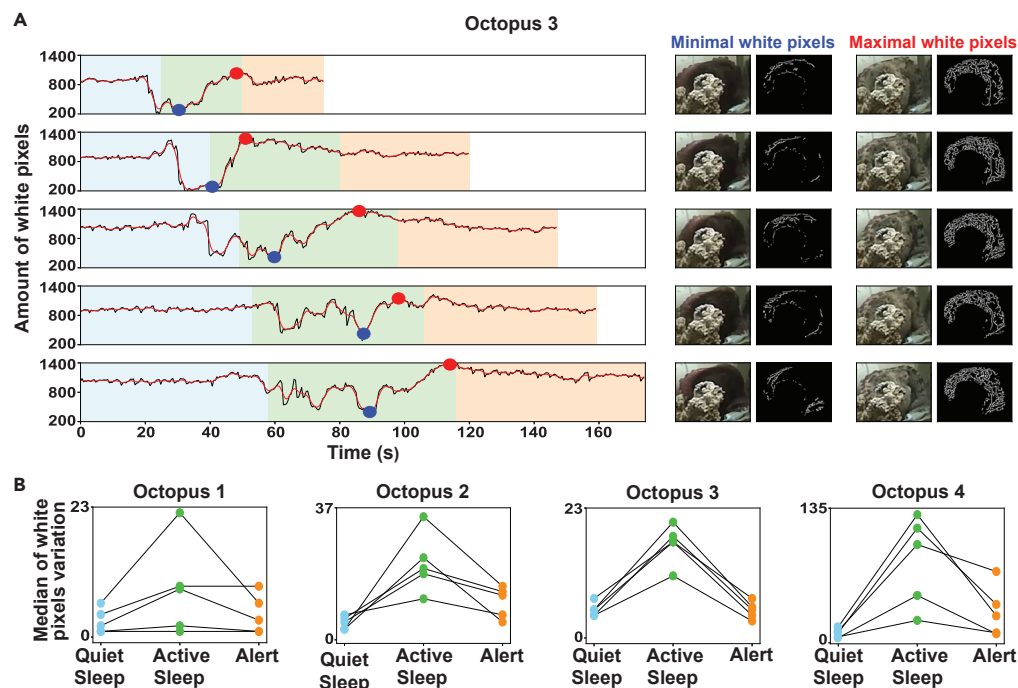 A
Octopus 3
Minimal white pixels
Maximal white pixels
Amount of white pixels
1400
800
200
1400
800
200
1400
800
200
1400
800
200
1400
800
200
0
20
40
60
80
100
120
140
160
Time (s)
B
Median of white
pixels variation
Octopus 1
23
0
Quiet
Sleep
Active
Sleep
Alert
Octopus 2
37
0
Quiet
Sleep
Active
Sleep
Alert
Octopus 3
23
0
Quiet
Sleep
Active
Sleep
Alert
Octopus 4
135
0
Quiet
Sleep
Active
Sleep
Alert